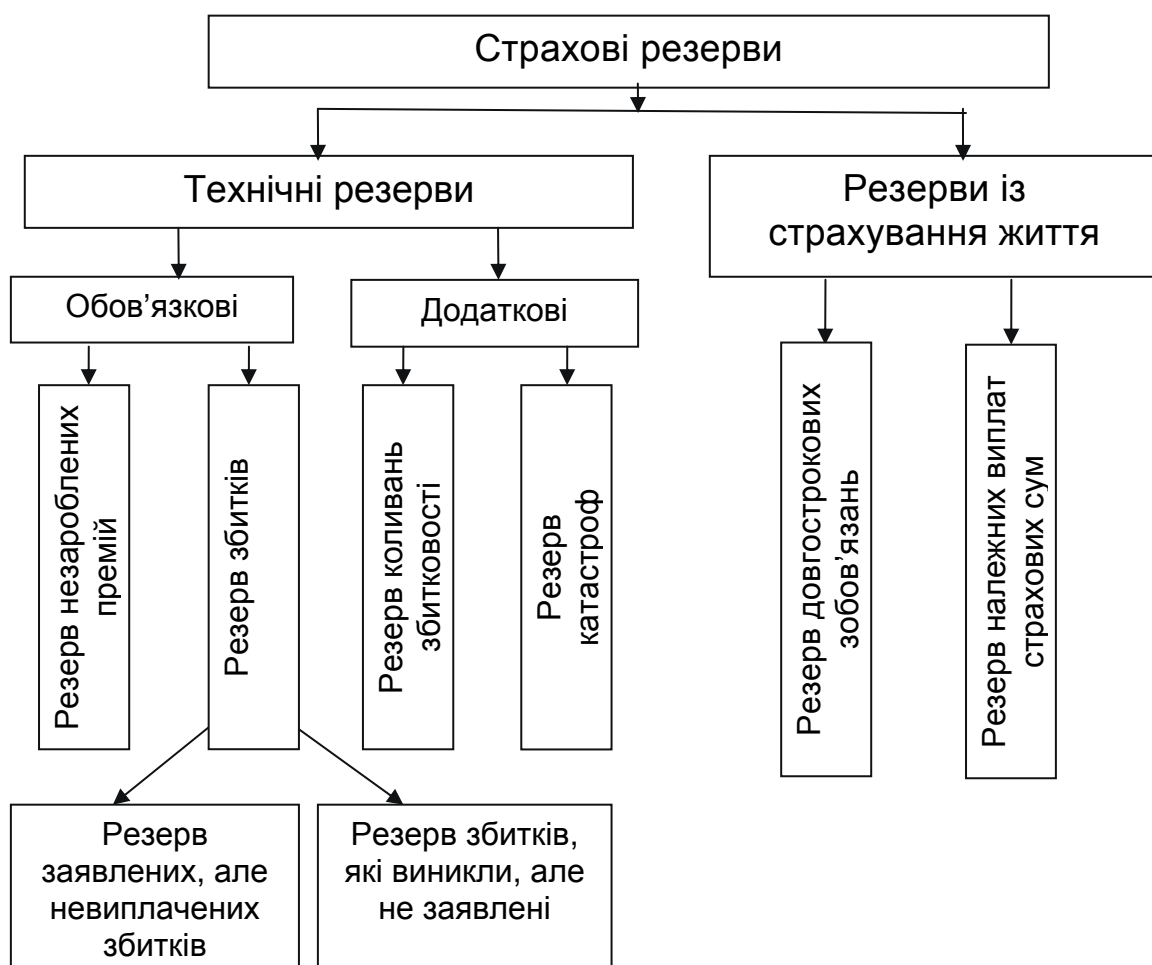 Страхові резерви
Технічні резерви
Резерви із
страхування життя
Обов’язкові
Додаткові
Резерв незароблених
премій
Резерв збитків
Резерв коливань
збитковості
Резерв
катастроф
Резерв довгострокових
зобов’язань
Резерв належних виплат
страхових сум
Резерв
заявлених, але
невиплачених
збитків
Резерв збитків,
які виникли, але
не заявлені